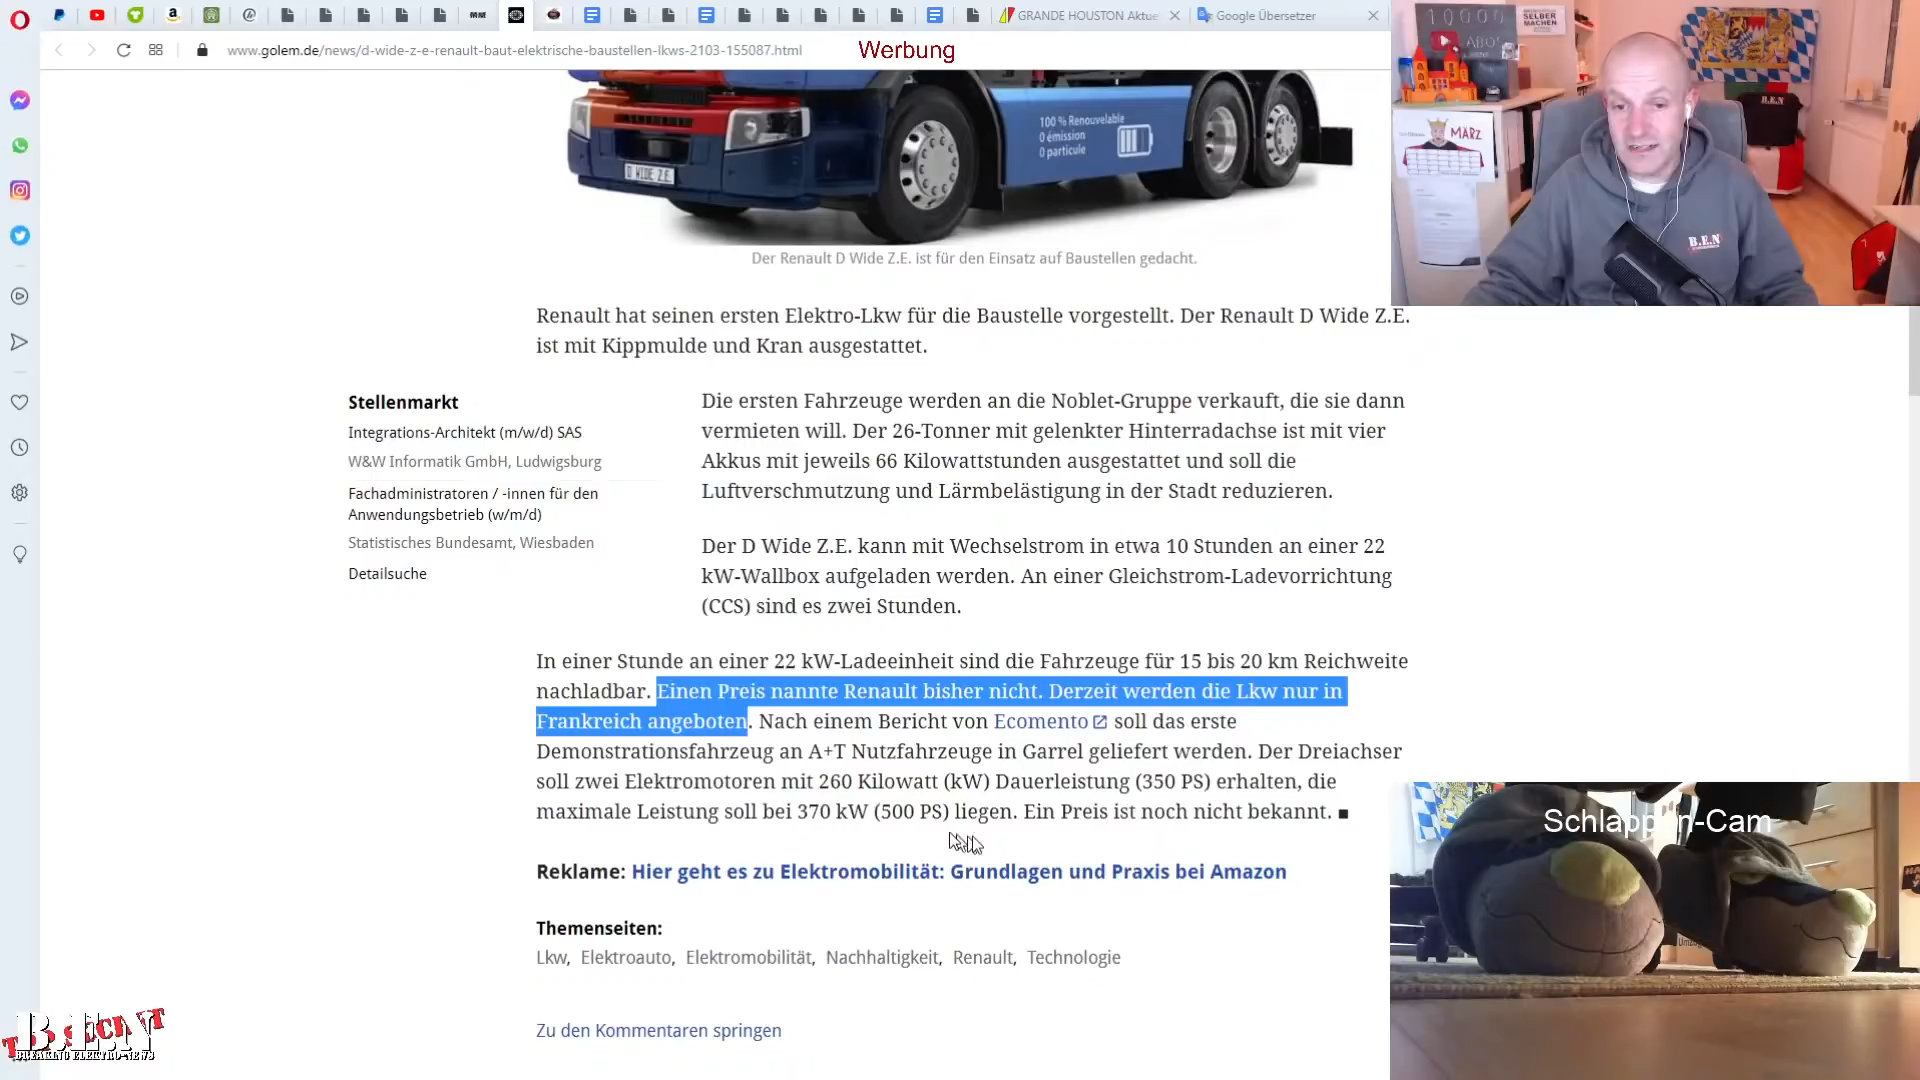 GRANDE HOUSTON Aktue
Google Übersetzer
www.golem.de/news/d-wide-z-e-renault-baut-elektrische-baustellen-lkws-2103-155087.html
Werbung
10000
ABOS
SELBER
MACHEN
MÄRZ
B.E.N
B.E.N
100 % Renouvelable
0 émission
0 particule
D WIDE Z.E.
Der Renault D Wide Z.E. ist für den Einsatz auf Baustellen gedacht.
Renault hat seinen ersten Elektro-Lkw für die Baustelle vorgestellt. Der Renault D Wide Z.E.
ist mit Kippmulde und Kran ausgestattet.
Stellenmarkt
Integrations-Architekt (m/w/d) SAS
W&W Informatik GmbH, Ludwigsburg
Fachadministratoren / -innen für den
Anwendungsbetrieb (w/m/d)
Statistisches Bundesamt, Wiesbaden
Detailsuche
Die ersten Fahrzeuge werden an die Noblet-Gruppe verkauft, die sie dann
vermieten will. Der 26-Tonner mit gelenkter Hinterradachse ist mit vier
Akkus mit jeweils 66 Kilowattstunden ausgestattet und soll die
Luftverschmutzung und Lärmbelästigung in der Stadt reduzieren.
Der D Wide Z.E. kann mit Wechselstrom in etwa 10 Stunden an einer 22
kW-Wallbox aufgeladen werden. An einer Gleichstrom-Ladevorrichtung
(CCS) sind es zwei Stunden.
In einer Stunde an einer 22 kW-Ladeeinheit sind die Fahrzeuge für 15 bis 20 km Reichweite
nachladbar. Einen Preis nannte Renault bisher nicht. Derzeit werden die Lkw nur in
Frankreich angeboten. Nach einem Bericht von Ecomento soll das erste
Demonstrationsfahrzeug an A+T Nutzfahrzeuge in Garrel geliefert werden. Der Dreiachser
soll zwei Elektromotoren mit 260 Kilowatt (kW) Dauerleistung (350 PS) erhalten, die
maximale Leistung soll bei 370 kW (500 PS) liegen. Ein Preis ist noch nicht bekannt. ■
Reklame: Hier geht es zu Elektromobilität: Grundlagen und Praxis bei Amazon
Themenseiten:
Lkw, Elektroauto, Elektromobilität, Nachhaltigkeit, Renault, Technologie
Zu den Kommentaren springen
Schlappen-Cam
B.E.N
BREAKING ELEKTRO-NEWS